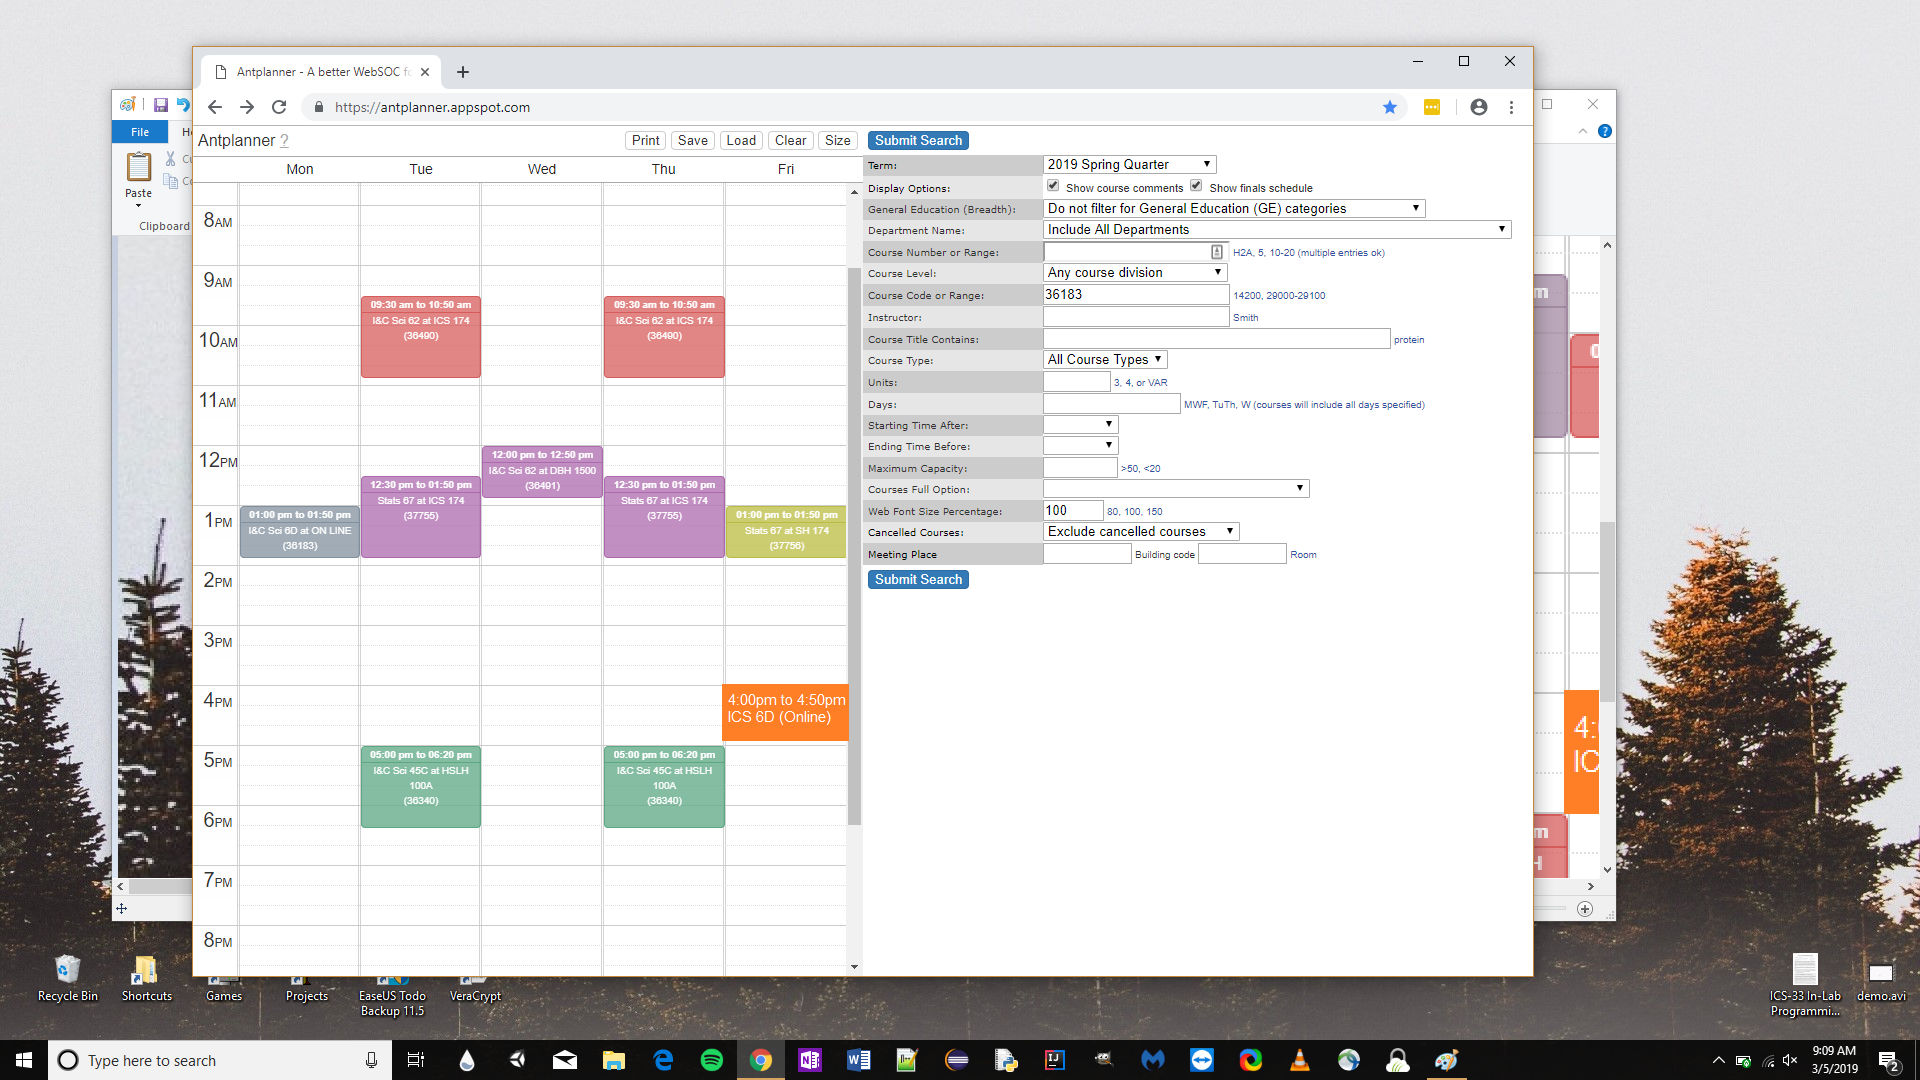 Antplanner - A better WebSOC fo
https://antplanner.appspot.com
File
Paste
Clipboard
Antplanner ?
Print
Save
Load
Clear
Size
Submit Search
Mon
Tue
Wed
Thu
Fri
8AM
9AM
10AM
11AM
12PM
1PM
2PM
3PM
4PM
5PM
6PM
7PM
8PM
09:30 am to 10:50 am
I&C Sci 62 at ICS 174
(36490)
09:30 am to 10:50 am
I&C Sci 62 at ICS 174
(36490)
12:00 pm to 12:50 pm
I&C Sci 62 at DBH 1500
(36491)
12:30 pm to 01:50 pm
Stats 67 at ICS 174
(37755)
12:30 pm to 01:50 pm
Stats 67 at ICS 174
(37755)
01:00 pm to 01:50 pm
I&C Sci 6D at ON LINE
(36183)
01:00 pm to 01:50 pm
Stats 67 at SH 174
(37756)
4:00pm to 4:50pm
ICS 6D (Online)
05:00 pm to 06:20 pm
I&C Sci 45C at HSLH
100A
(36340)
05:00 pm to 06:20 pm
I&C Sci 45C at HSLH
100A
(36340)
Term: 2019 Spring Quarter
Display Options: Show course comments Show finals schedule
General Education (Breadth): Do not filter for General Education (GE) categories
Department Name: Include All Departments
Course Number or Range: H2A, 5, 10-20 (multiple entries ok)
Course Level: Any course division
Course Code or Range: 36183 14200, 29000-29100
Instructor: Smith
Course Title Contains: protein
Course Type: All Course Types
Units: 3, 4, or VAR
Days: MWF, TuTh, W (courses will include all days specified)
Starting Time After:
Ending Time Before:
Maximum Capacity: >50, <20
Courses Full Option:
Web Font Size Percentage: 100 80, 100, 150
Cancelled Courses: Exclude cancelled courses
Meeting Place Building code Room
Submit Search
Recycle Bin
Shortcuts
Games
Projects
EaseUS Todo
Backup 11.5
VeraCrypt
ICS-33 In-Lab
Programmi...
demo.avi
Type here to search
9:09 AM
3/5/2019
2